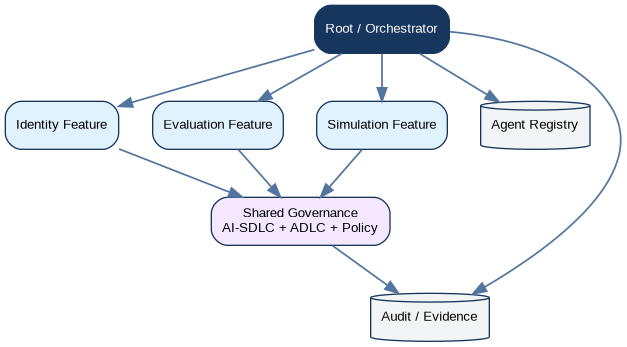 Root / Orchestrator
Identity Feature
Evaluation Feature
Simulation Feature
Agent Registry
Shared Governance
AI-SDLC + ADLC + Policy
Audit / Evidence